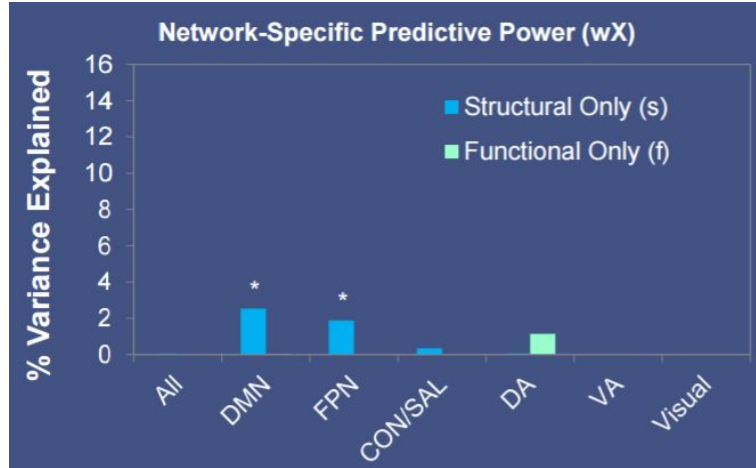 Network-Specific Predictive Power (wX)
% Variance Explained
16
14
12
10
8
6
4
2
0
Structural Only (s)
Functional Only (f)
*
*
All
DMN
FPN
CON/SAL
DA
VA
Visual